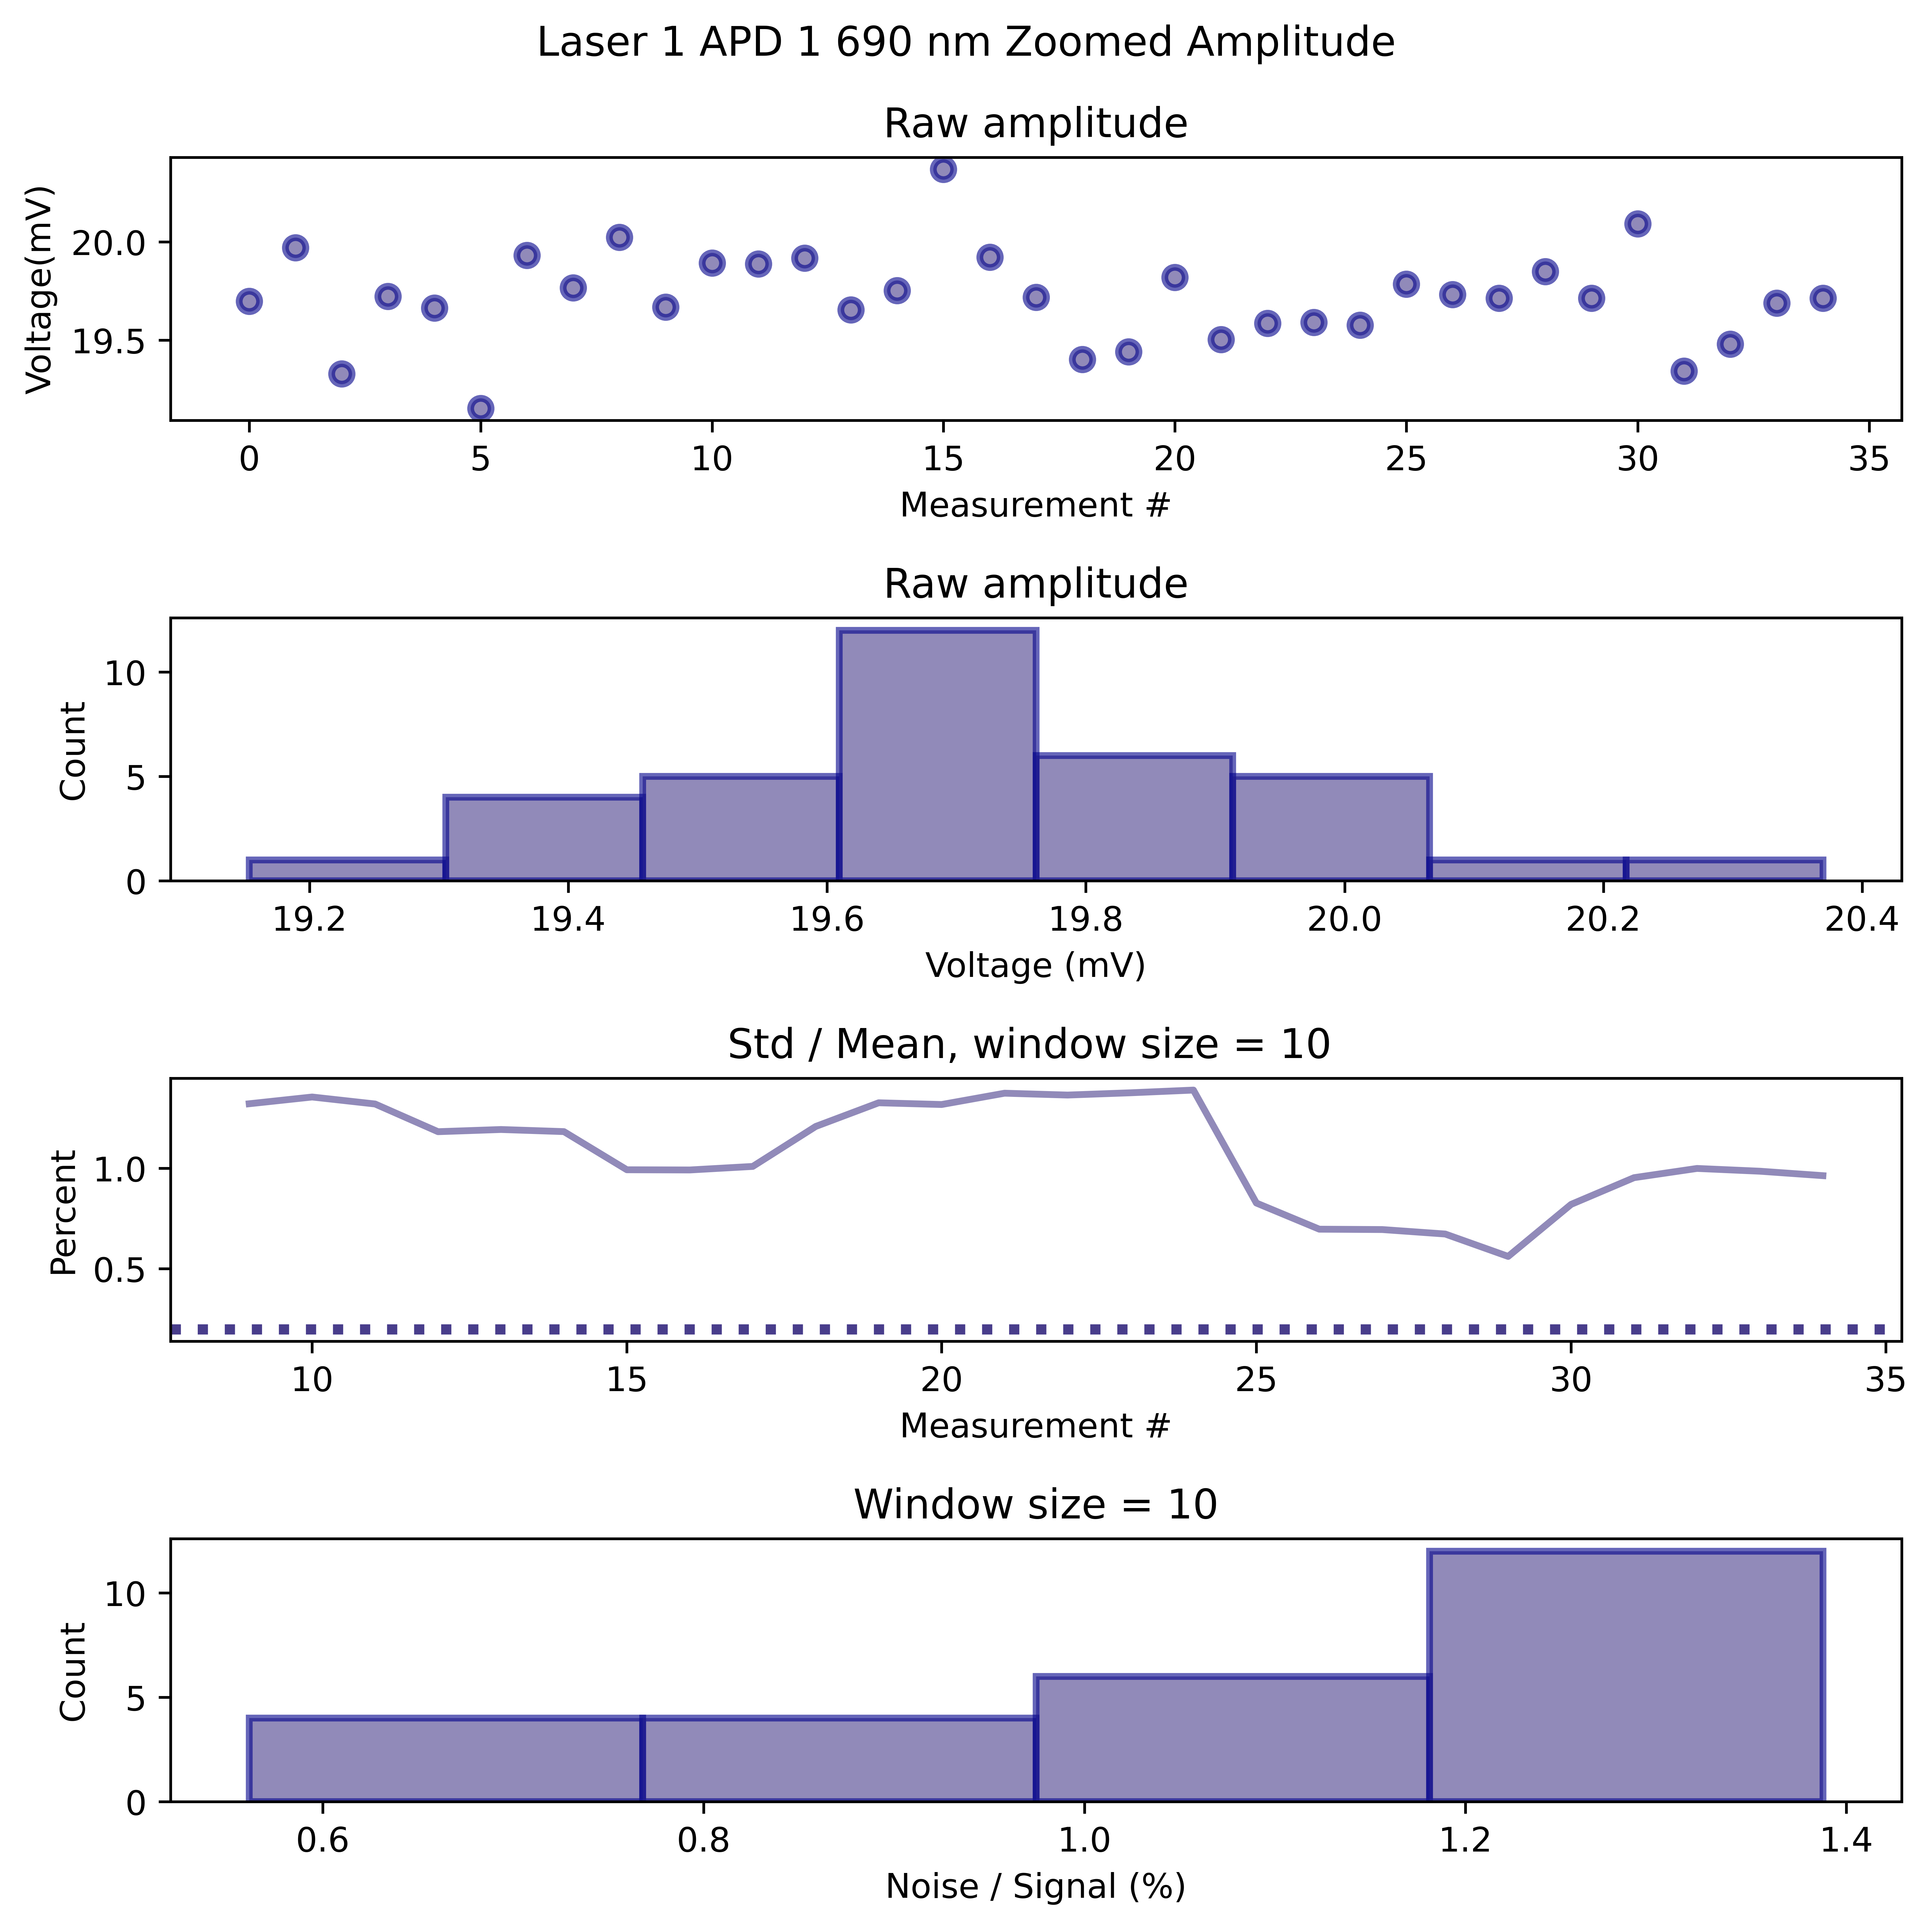 Laser 1 APD 1 690 nm Zoomed Amplitude
Raw amplitude
Voltage(mV)
20.0
19.5
0 5 10 15 20 25 30 35
Measurement #
Raw amplitude
Count
10
5
0
19.2 19.4 19.6 19.8 20.0 20.2 20.4
Voltage (mV)
Std / Mean, window size = 10
Percent
1.0
0.5
10 15 20 25 30 35
Measurement #
Window size = 10
Count
10
5
0
0.6 0.8 1.0 1.2 1.4
Noise / Signal (%)